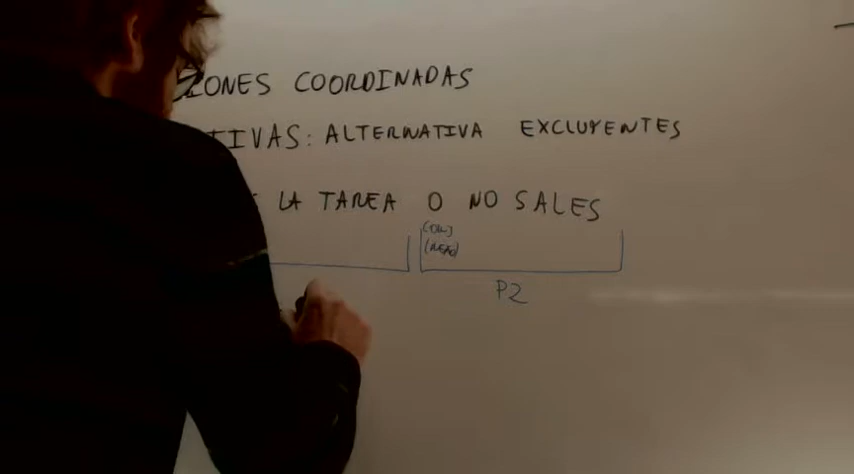 ZONES COORDINADAS
TIVAS: ALTERNATIVA EXCLUYENTES
LA TAREA O NO SALES
P2